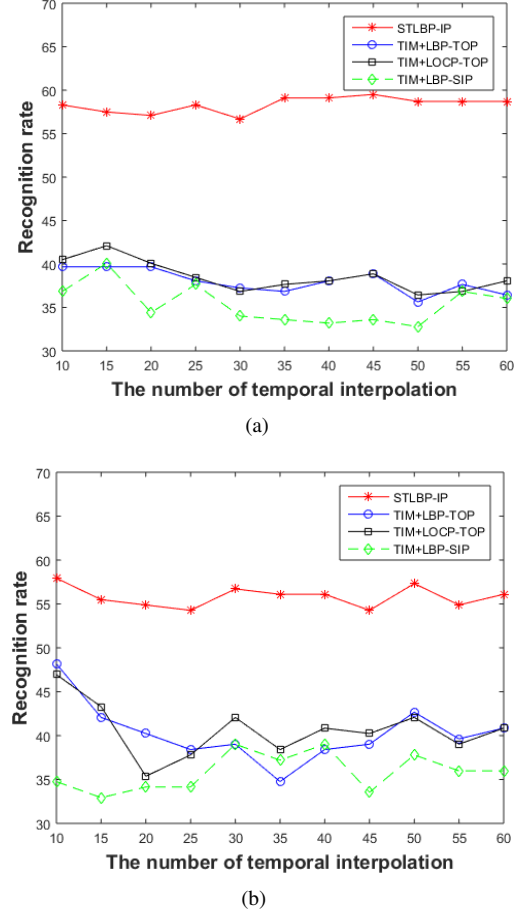 70
65
60
55
50
45
40
35
30
Recognition rate
STLBP-IP
TIM+LBP-TOP
TIM+LOCP-TOP
TIM+LBP-SIP
10 15 20 25 30 35 40 45 50 55 60
The number of temporal interpolation
(a)
70
65
60
55
50
45
40
35
30
Recognition rate
STLBP-IP
TIM+LBP-TOP
TIM+LOCP-TOP
TIM+LBP-SIP
10 15 20 25 30 35 40 45 50 55 60
The number of temporal interpolation
(b)